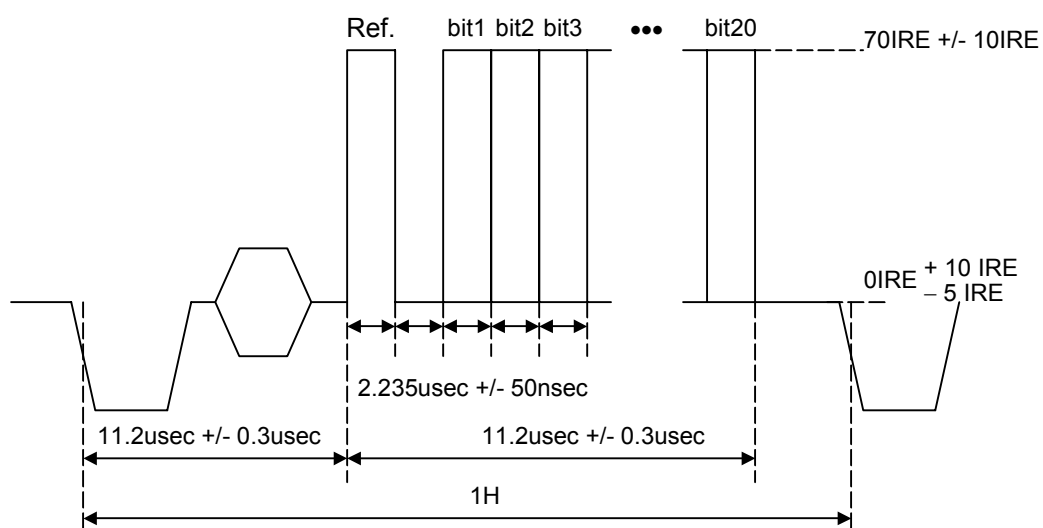 Ref. bit1 bit2 bit3 ••• bit20
70IRE +/- 10IRE
0IRE + 10 IRE
– 5 IRE
2.235usec +/- 50nsec
11.2usec +/- 0.3usec 11.2usec +/- 0.3usec
1H